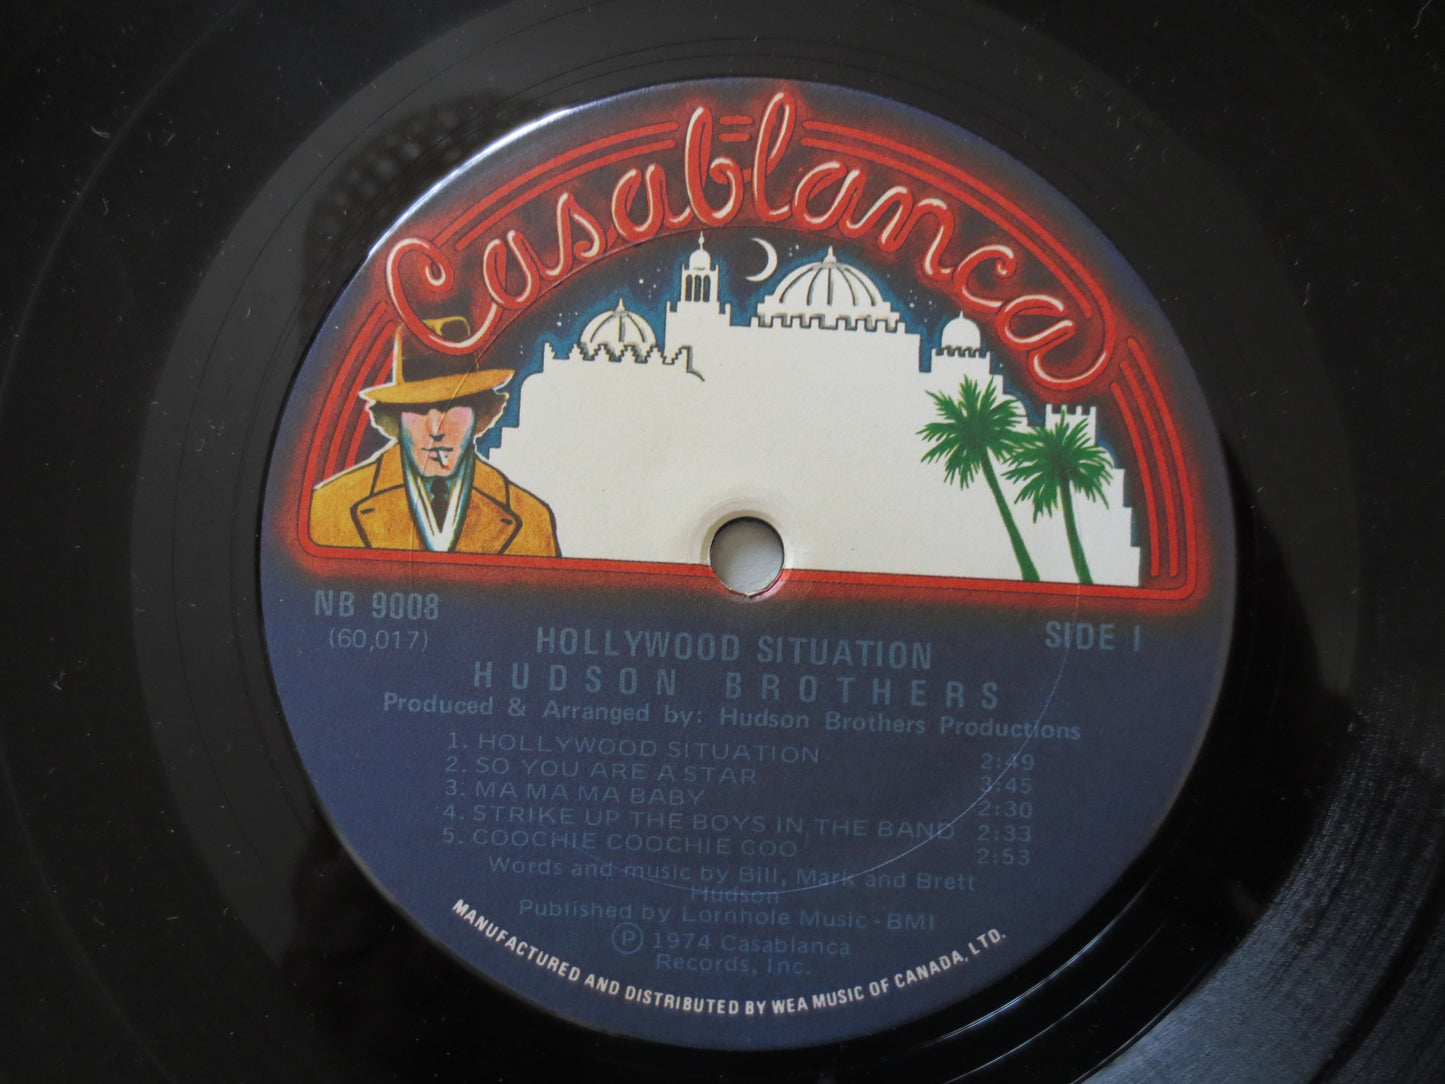 Casablanca
NB 9008
(60,017)
SIDE 1
HOLLYWOOD SITUATION
HUDSON BROTHERS
Produced & Arranged by: Hudson Brothers Productions
1. HOLLYWOOD SITUATION 2:49
2. SO YOU ARE A STAR 3:45
3. MA MA MA BABY 2:30
4. STRIKE UP THE BOYS IN THE BAND 2:33
5. COOCHIE COOCHIE COO 2:53
Words and music by Bill, Mark and Brett
Hudson
Published by Lornhole Music - BMI
Ⓟ 1974 Casablanca
Records, Inc.
MANUFACTURED AND DISTRIBUTED BY WEA MUSIC OF CANADA, LTD.